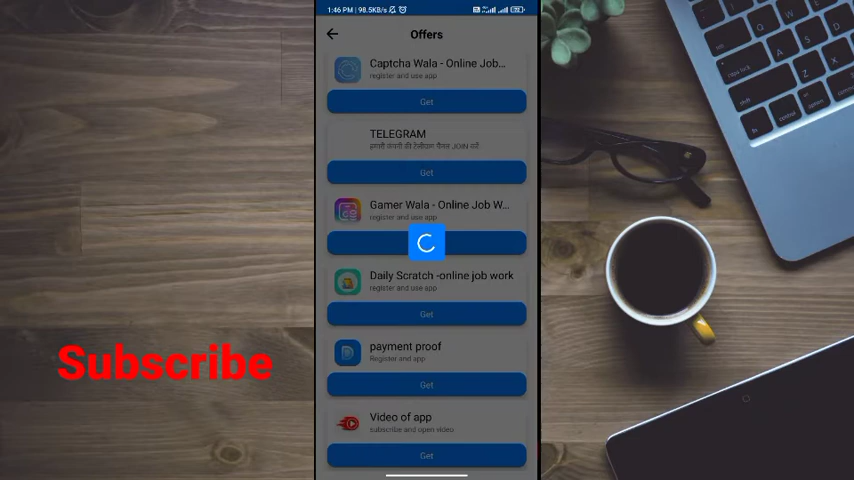 1:46 PM | 98.5KB/s
Offers
Captcha Wala - Online Job...
register and use app
Get
TELEGRAM
हमारी कंपनी की टेलीग्राम चैनल JOIN करें
Get
Gamer Wala - Online Job W...
register and use app
Daily Scratch -online job work
register and use app
Get
payment proof
Register and app
Get
Video of app
subscribe and open video
Get
Subscribe